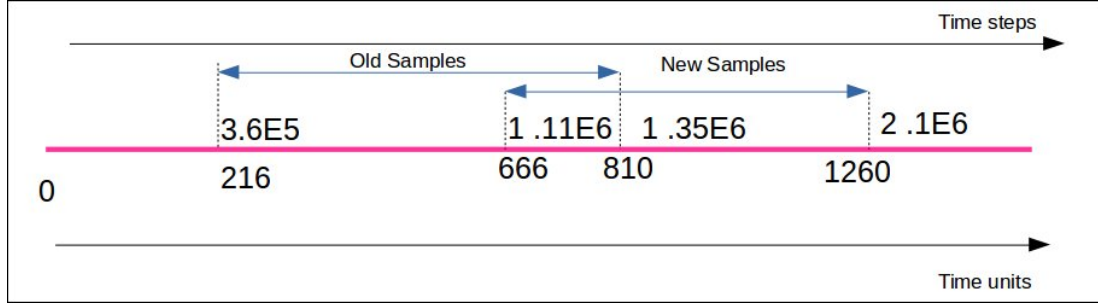 Time steps
Old Samples
New Samples
3.6E5
1 .11E6
1 .35E6
2 .1E6
0
216
666
810
1260
Time units